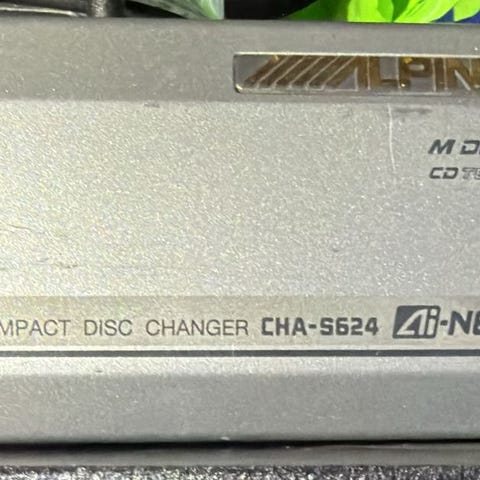 ALPIN
M D
CD T
MPACT DISC CHANGER CHA-S624 Ai-NE